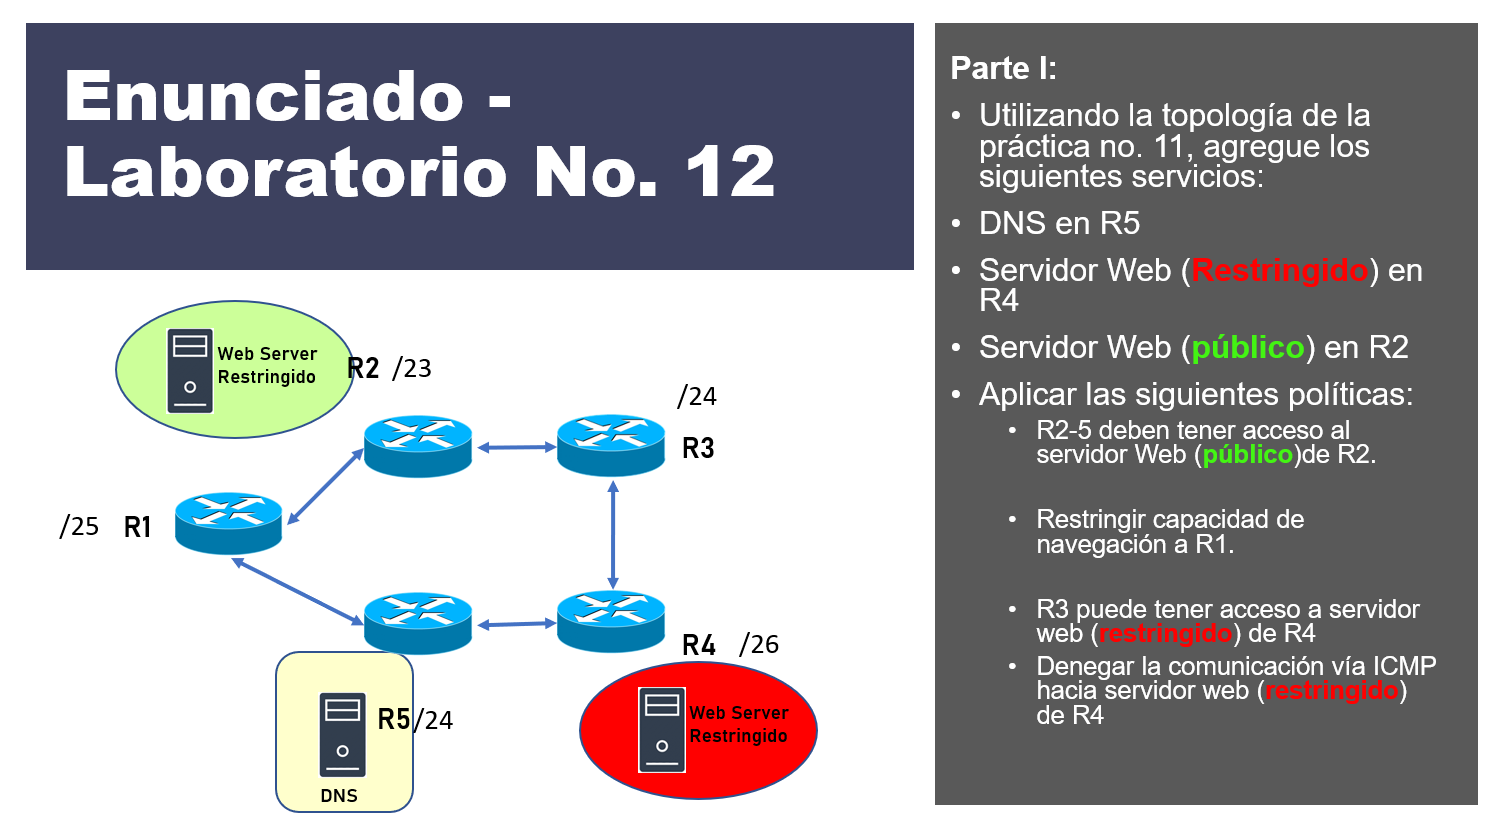 Enunciado -
Laboratorio No. 12
Parte I:
• Utilizando la topología de la
práctica no. 11, agregue los
siguientes servicios:
• DNS en R5
• Servidor Web (Restringido) en
R4
• Servidor Web (público) en R2
• Aplicar las siguientes políticas:
• R2-5 deben tener acceso al
servidor Web (público)de R2.
• Restringir capacidad de
navegación a R1.
• R3 puede tener acceso a servidor
web (restringido) de R4
• Denegar la comunicación vía ICMP
hacia servidor web (restringido)
de R4
Web Server
Restringido
R2 /23
/24
R3
/25 R1
R4 /26
Web Server
Restringido
R5 /24
DNS